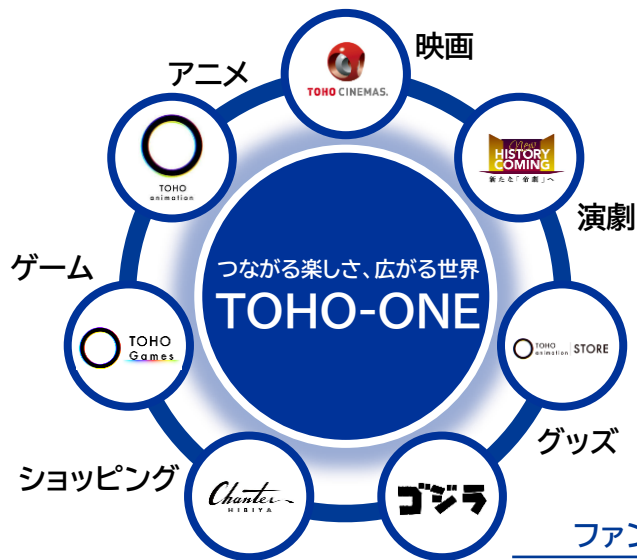 映画
TOHO CINEMAS.
アニメ
TOHO
animation
New
HISTORY
COMING
新たな「帝劇」へ
演劇
つながる楽しさ、広がる世界
TOHO-ONE
ゲーム
TOHO
Games
TOHO
animation
STORE
グッズ
ショッピング
Chanter
HIBIYA
ゴジラ
ファン